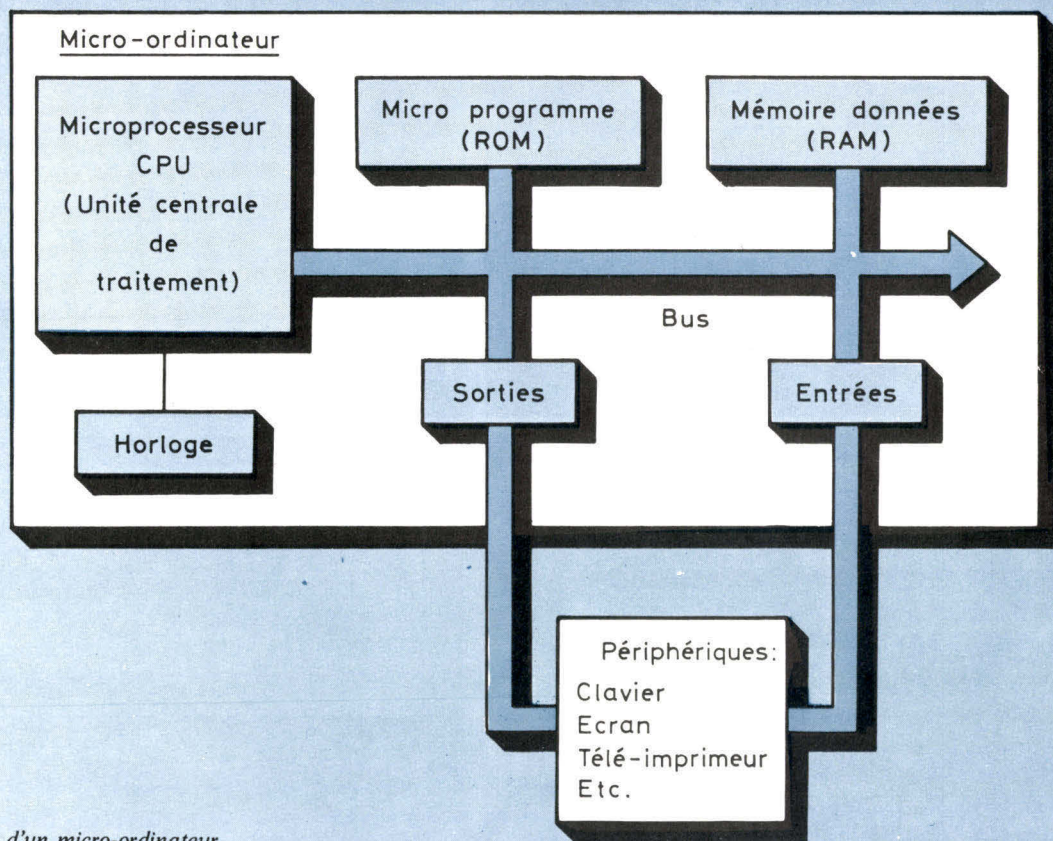 Micro-ordinateur
Microprocesseur
CPU
(Unité centrale
de
traitement)
Micro programme
(ROM)
Mémoire données
(RAM)
Bus
Sorties
Entrées
Horloge
Périphériques:
Clavier
Ecran
Télé-imprimeur
Etc.
d'un micro-ordinateur